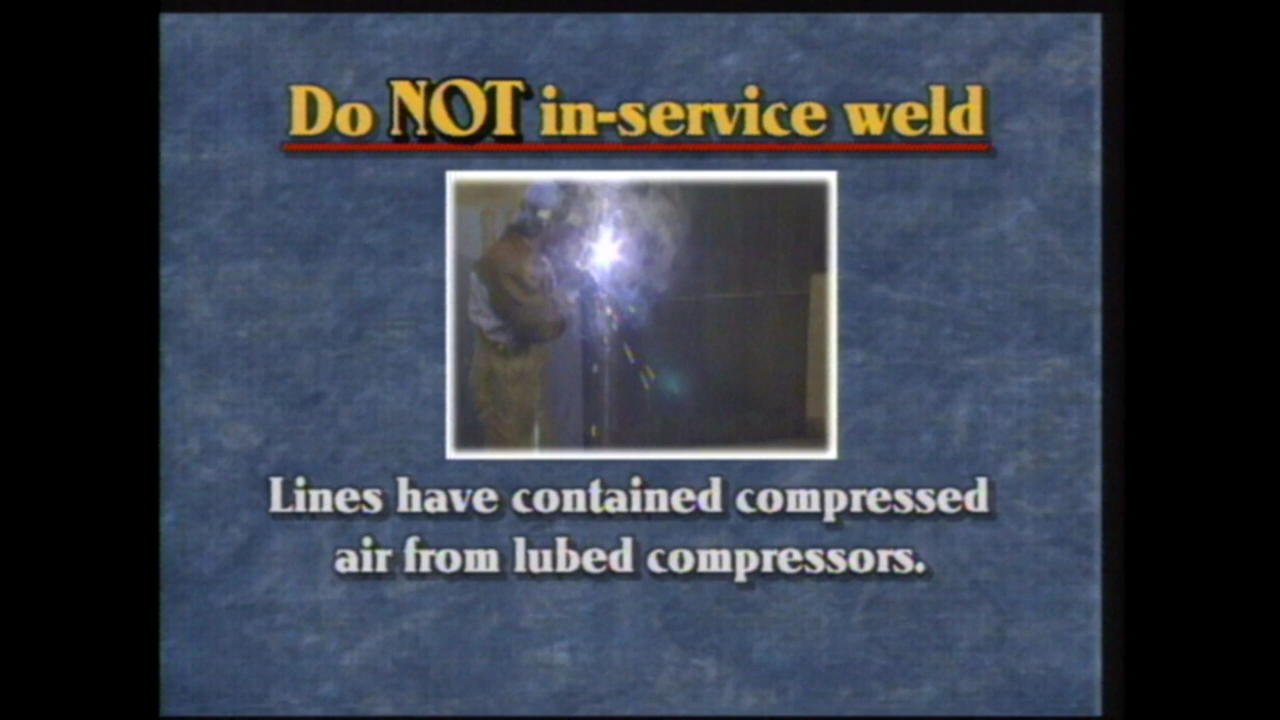 Do NOT in-service weld
Lines have contained compressed
air from lubed compressors.